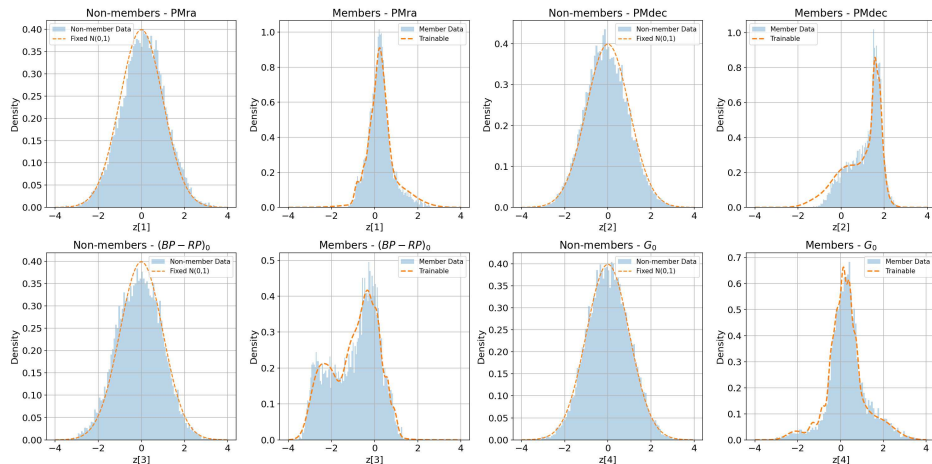 Non-members - PMra
Density
0.40
0.35
0.30
0.25
0.20
0.15
0.10
0.05
0.00
Non-member Data
Fixed N(0,1)
−4 −2 0 2 4
z[1]
Members - PMra
Density
1.0
0.8
0.6
0.4
0.2
0.0
Member Data
Trainable
−4 −2 0 2 4
z[1]
Non-members - PMdec
Density
0.4
0.3
0.2
0.1
0.0
Non-member Data
Fixed N(0,1)
−4 −2 0 2 4
z[2]
Members - PMdec
Density
1.0
0.8
0.6
0.4
0.2
0.0
Member Data
Trainable
−4 −2 0 2 4
z[2]
Non-members - (BP − RP)₀
Density
0.40
0.35
0.30
0.25
0.20
0.15
0.10
0.05
0.00
Non-member Data
Fixed N(0,1)
−4 −2 0 2 4
z[3]
Members - (BP − RP)₀
Density
0.5
0.4
0.3
0.2
0.1
0.0
Member Data
Trainable
−4 −2 0 2 4
z[3]
Non-members - G₀
Density
0.40
0.35
0.30
0.25
0.20
0.15
0.10
0.05
0.00
Non-member Data
Fixed N(0,1)
−4 −2 0 2 4
z[4]
Members - G₀
Density
0.7
0.6
0.5
0.4
0.3
0.2
0.1
0.0
Member Data
Trainable
−4 −2 0 2 4
z[4]